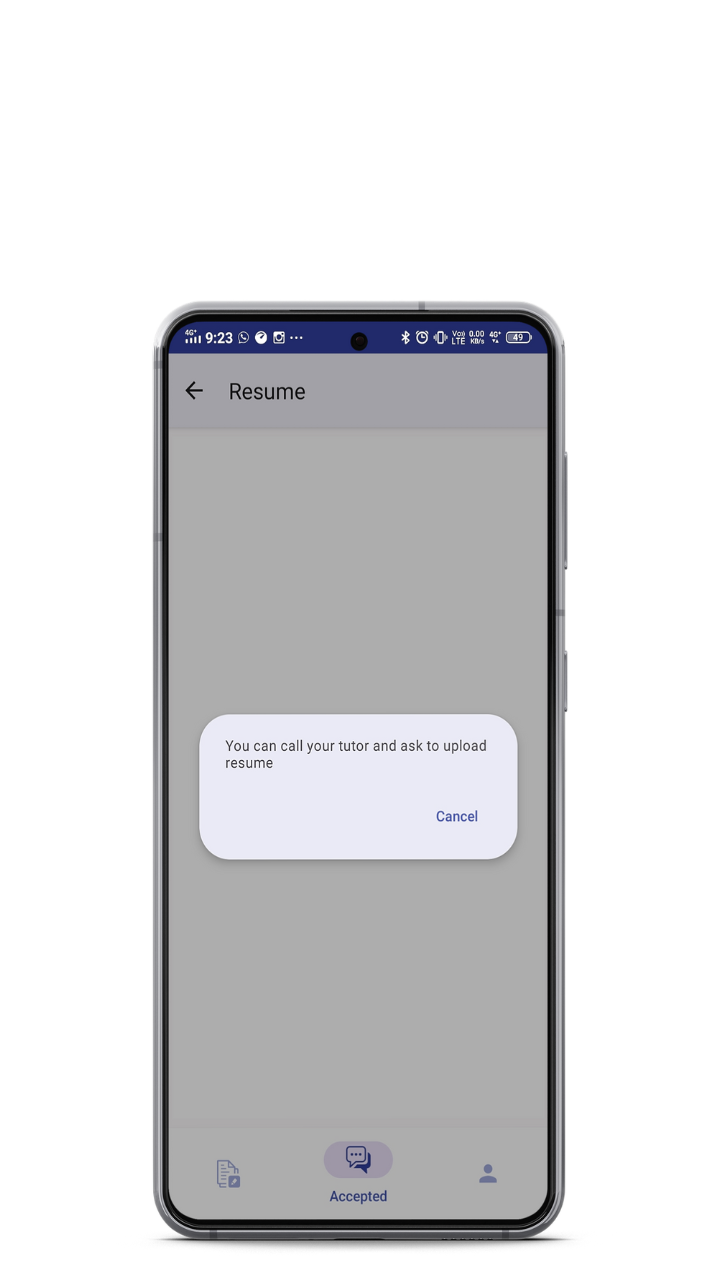 4G+ 9:23 Vo)) LTE 0.00 KB/s 4G+ 49
Resume
You can call your tutor and ask to upload
resume
Cancel
Accepted